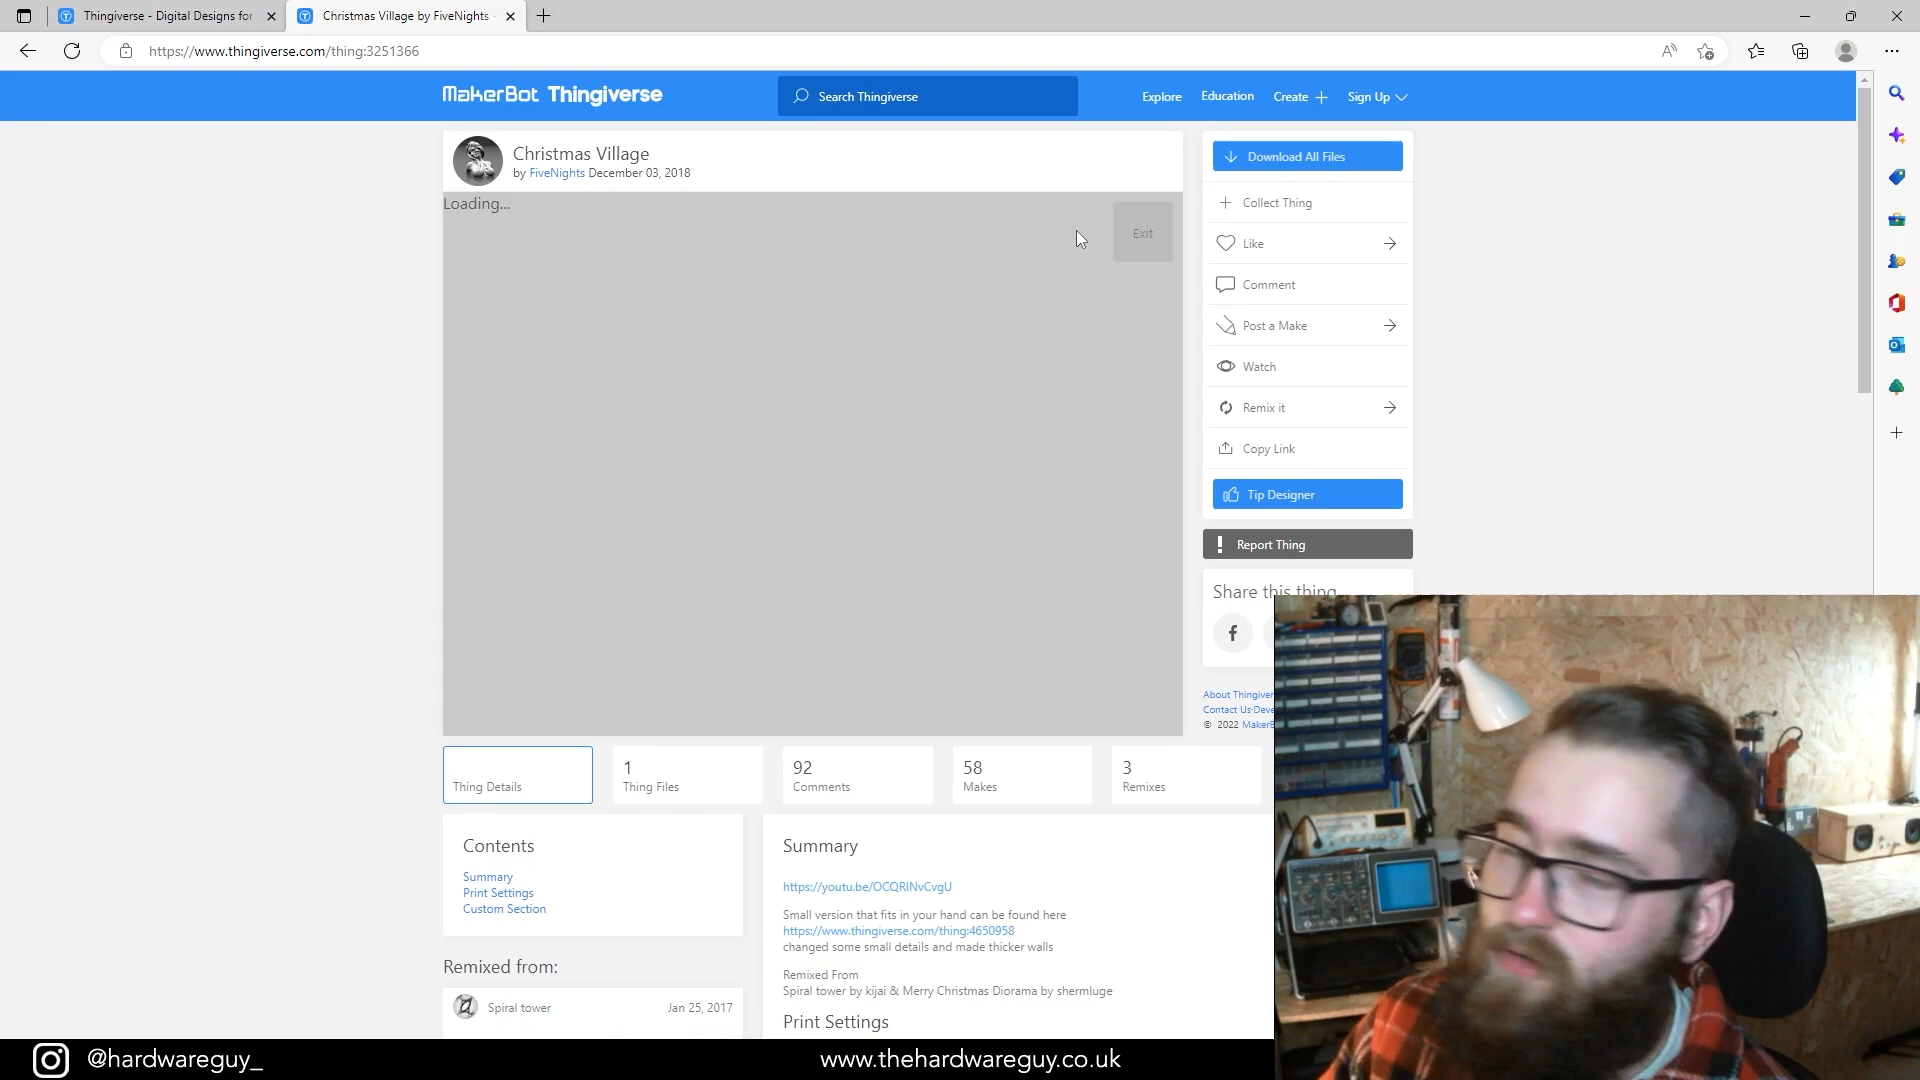 Thingiverse - Digital Designs for
Christmas Village by FiveNights -
https://www.thingiverse.com/thing:3251366
MakerBot Thingiverse
Search Thingiverse
Explore
Education
Create
Sign Up
Christmas Village
by FiveNights December 03, 2018
Loading...
Exit
Download All Files
Collect Thing
Like
Comment
Post a Make
Watch
Remix it
Copy Link
Tip Designer
Report Thing
Share this thing
About Thingiver
Contact Us·Deve
© 2022 MakerB
Thing Details
1
Thing Files
92
Comments
58
Makes
3
Remixes
Contents
Summary
Print Settings
Custom Section
Remixed from:
Spiral tower Jan 25, 2017
Summary
https://youtu.be/OCQRINvCvgU
Small version that fits in your hand can be found here
https://www.thingiverse.com/thing:4650958
changed some small details and made thicker walls
Remixed From
Spiral tower by kijai & Merry Christmas Diorama by shermluge
Print Settings
@hardwareguy_
www.thehardwareguy.co.uk